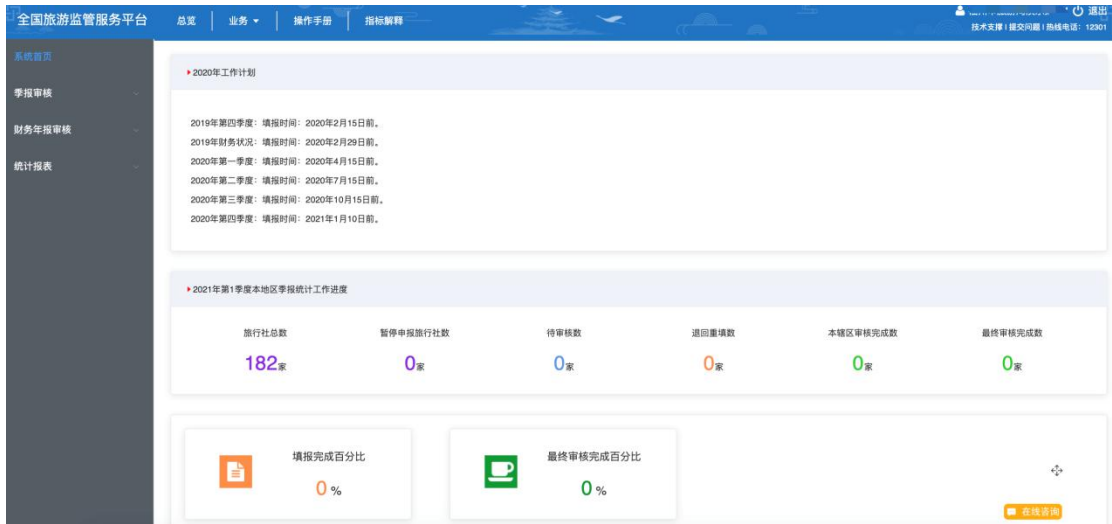 全国旅游监管服务平台
总览
业务
操作手册
指标解释
退出
技术支撑 | 提交问题 | 热线电话：12301
系统首页
季报审核
财务年报审核
统计报表
2020年工作计划
2019年第四季度：填报时间：2020年2月15日前。
2019年财务状况：填报时间：2020年2月29日前。
2020年第一季度：填报时间：2020年4月15日前。
2020年第二季度：填报时间：2020年7月15日前。
2020年第三季度：填报时间：2020年10月15日前。
2020年第四季度：填报时间：2021年1月10日前。
2021年第1季度本地区季报统计工作进度
旅行社总数 暂停申报旅行社数 待审核数 退回重填数 本辖区审核完成数 最终审核完成数
182家 0家 0家 0家 0家 0家
填报完成百分比 最终审核完成百分比
0 % 0 %
在线咨询